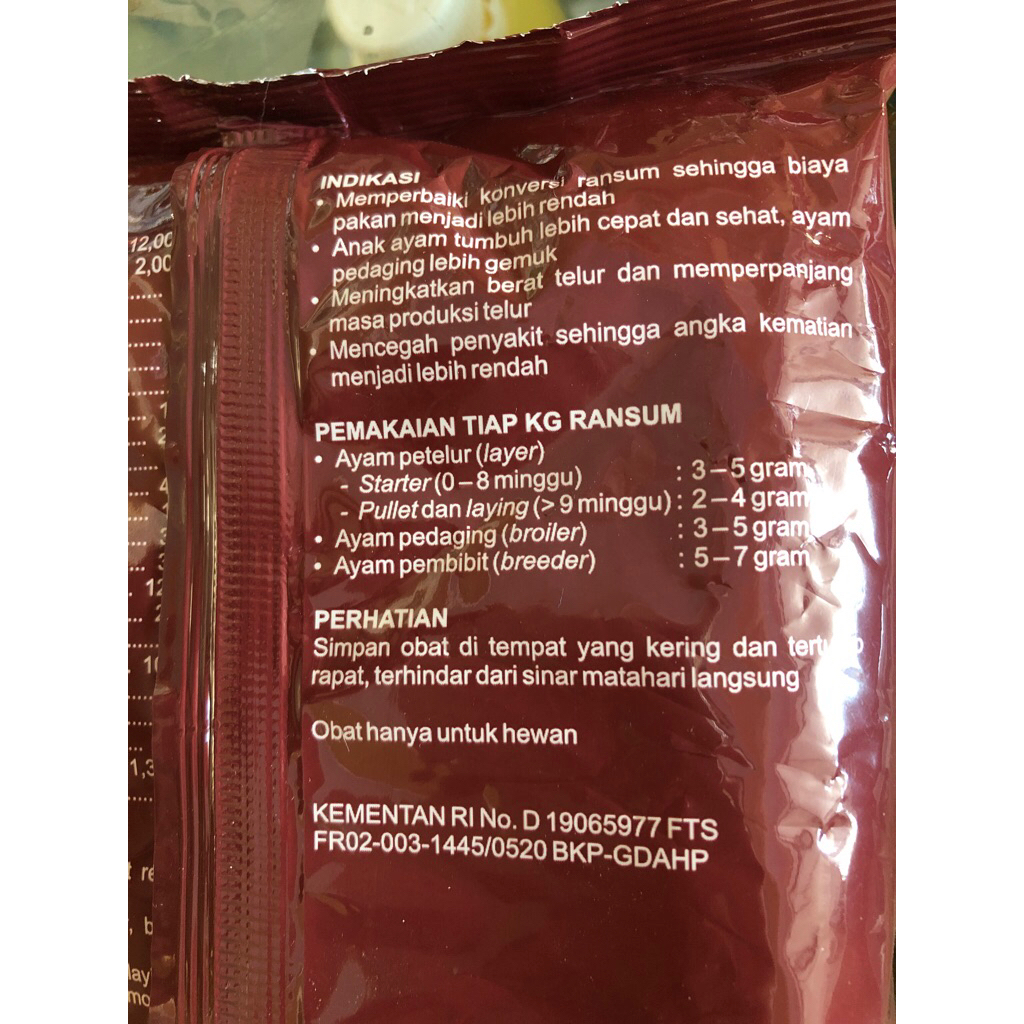 INDIKASI
• Memperbaiki konversi ransum sehingga biaya
pakan menjadi lebih rendah
• Anak ayam tumbuh lebih cepat dan sehat, ayam
pedaging lebih gemuk
• Meningkatkan berat telur dan memperpanjang
masa produksi telur
• Mencegah penyakit sehingga angka kematian
menjadi lebih rendah
PEMAKAIAN TIAP KG RANSUM
• Ayam petelur (layer)
- Starter (0 – 8 minggu) : 3 – 5 gram
- Pullet dan laying (> 9 minggu) : 2 – 4 gram
• Ayam pedaging (broiler) : 3 – 5 gram
• Ayam pembibit (breeder) : 5 – 7 gram
PERHATIAN
Simpan obat di tempat yang kering dan
rapat, terhindar dari sinar matahari langsung
Obat hanya untuk hewan
KEMENTAN RI No. D 19065977 FTS
FR02-003-1445/0520 BKP-GDAHP